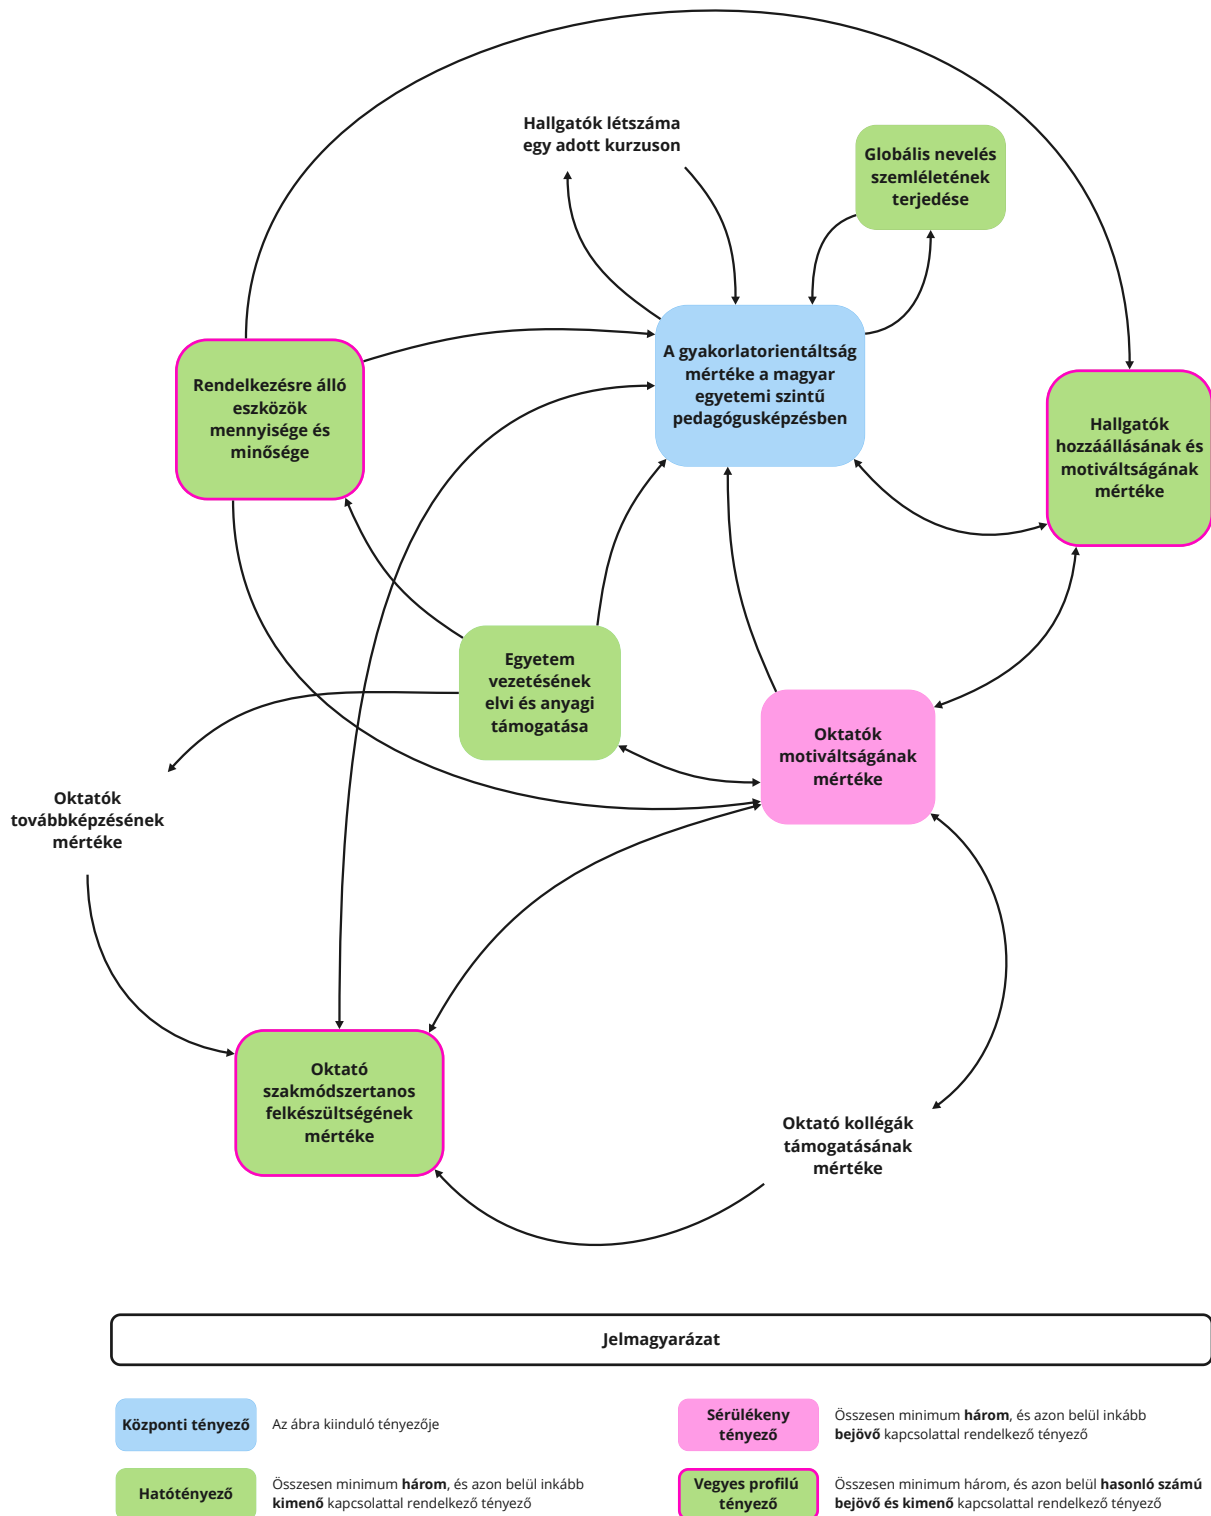 Hallgatók létszáma
egy adott kurzuson
Globális nevelés
szemléletének
terjedése
A gyakorlatorientáltság
mértéke a magyar
egyetemi szintű
pedagógusképzésben
Rendelkezésre álló
eszközök
mennyisége és
minősége
Hallgatók
hozzáállásának és
motiváltságának
mértéke
Egyetem
vezetésének
elvi és anyagi
támogatása
Oktatók
motiváltságának
mértéke
Oktatók
továbbképzésének
mértéke
Oktató
szakmódszertanos
felkészültségének
mértéke
Oktató kollégák
támogatásának
mértéke
Jelmagyarázat
Központi tényező
Az ábra kiinduló tényezője
Sérülékeny
tényező
Összesen minimum három, és azon belül inkább
bejövő kapcsolattal rendelkező tényező
Hatótényező
Összesen minimum három, és azon belül inkább
kimenő kapcsolattal rendelkező tényező
Vegyes profilú
tényező
Összesen minimum három, és azon belül hasonló számú
bejövő és kimenő kapcsolattal rendelkező tényező